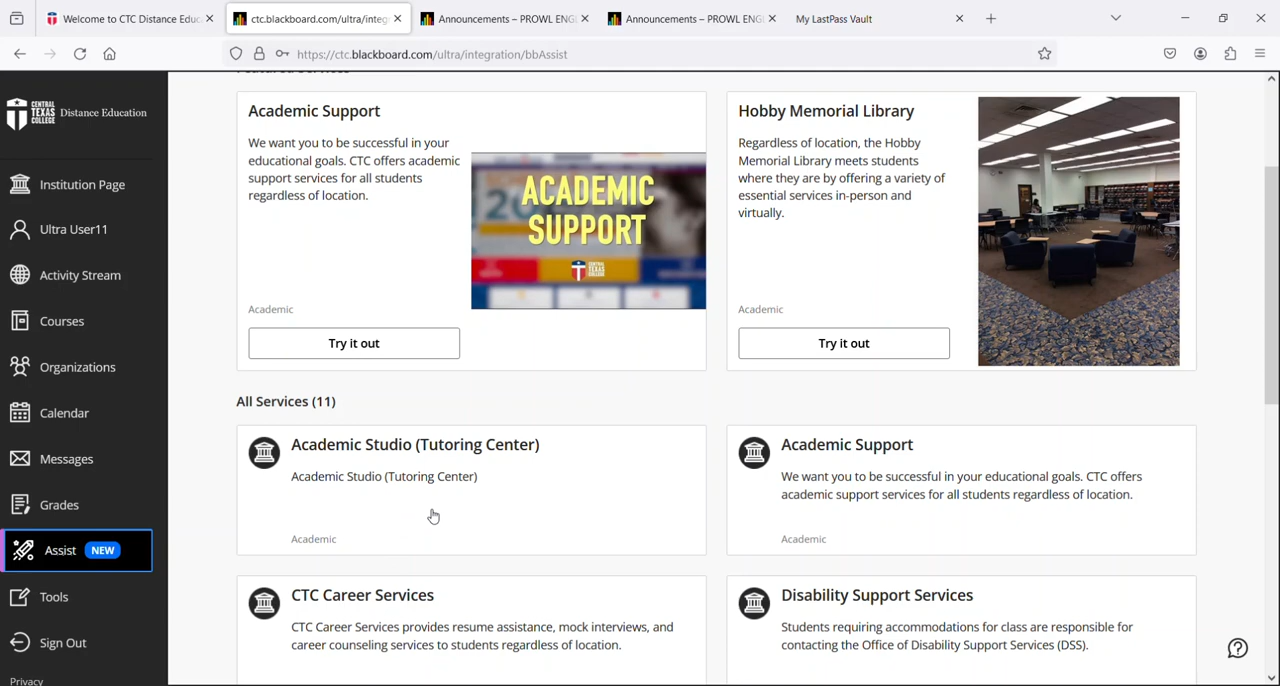 Welcome to CTC Distance Educ
ctc.blackboard.com/ultra/integ
Announcements – PROWL ENGL
Announcements – PROWL ENGL
My LastPass Vault
https://ctc.blackboard.com/ultra/integration/bbAssist
CENTRAL
TEXAS
COLLEGE
Distance Education
Institution Page
Ultra User11
Activity Stream
Courses
Organizations
Calendar
Messages
Grades
Assist NEW
Tools
Sign Out
Privacy
Featured Services
Academic Support
We want you to be successful in your
educational goals. CTC offers academic
support services for all students
regardless of location.
Academic
Try it out
ACADEMIC
SUPPORT
Hobby Memorial Library
Regardless of location, the Hobby
Memorial Library meets students
where they are by offering a variety of
essential services in-person and
virtually.
Academic
Try it out
All Services (11)
Academic Studio (Tutoring Center)
Academic Studio (Tutoring Center)
Academic
Academic Support
We want you to be successful in your educational goals. CTC offers
academic support services for all students regardless of location.
Academic
CTC Career Services
CTC Career Services provides resume assistance, mock interviews, and
career counseling services to students regardless of location.
Disability Support Services
Students requiring accommodations for class are responsible for
contacting the Office of Disability Support Services (DSS).